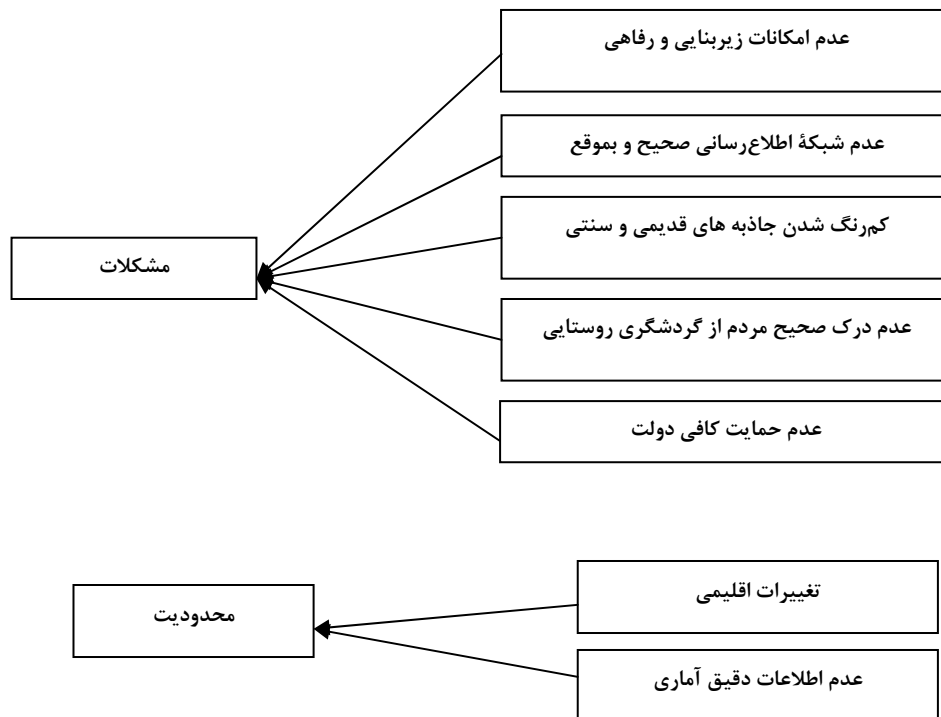 عدم امکانات زیربنایی و رفاهی
عدم شبکهٔ اطلاع‌رسانی صحیح و بموقع
کم‌رنگ شدن جاذبه های قدیمی و سنتی
مشکلات
عدم درک صحیح مردم از گردشگری روستایی
عدم حمایت کافی دولت
تغییرات اقلیمی
محدودیت
عدم اطلاعات دقیق آماری